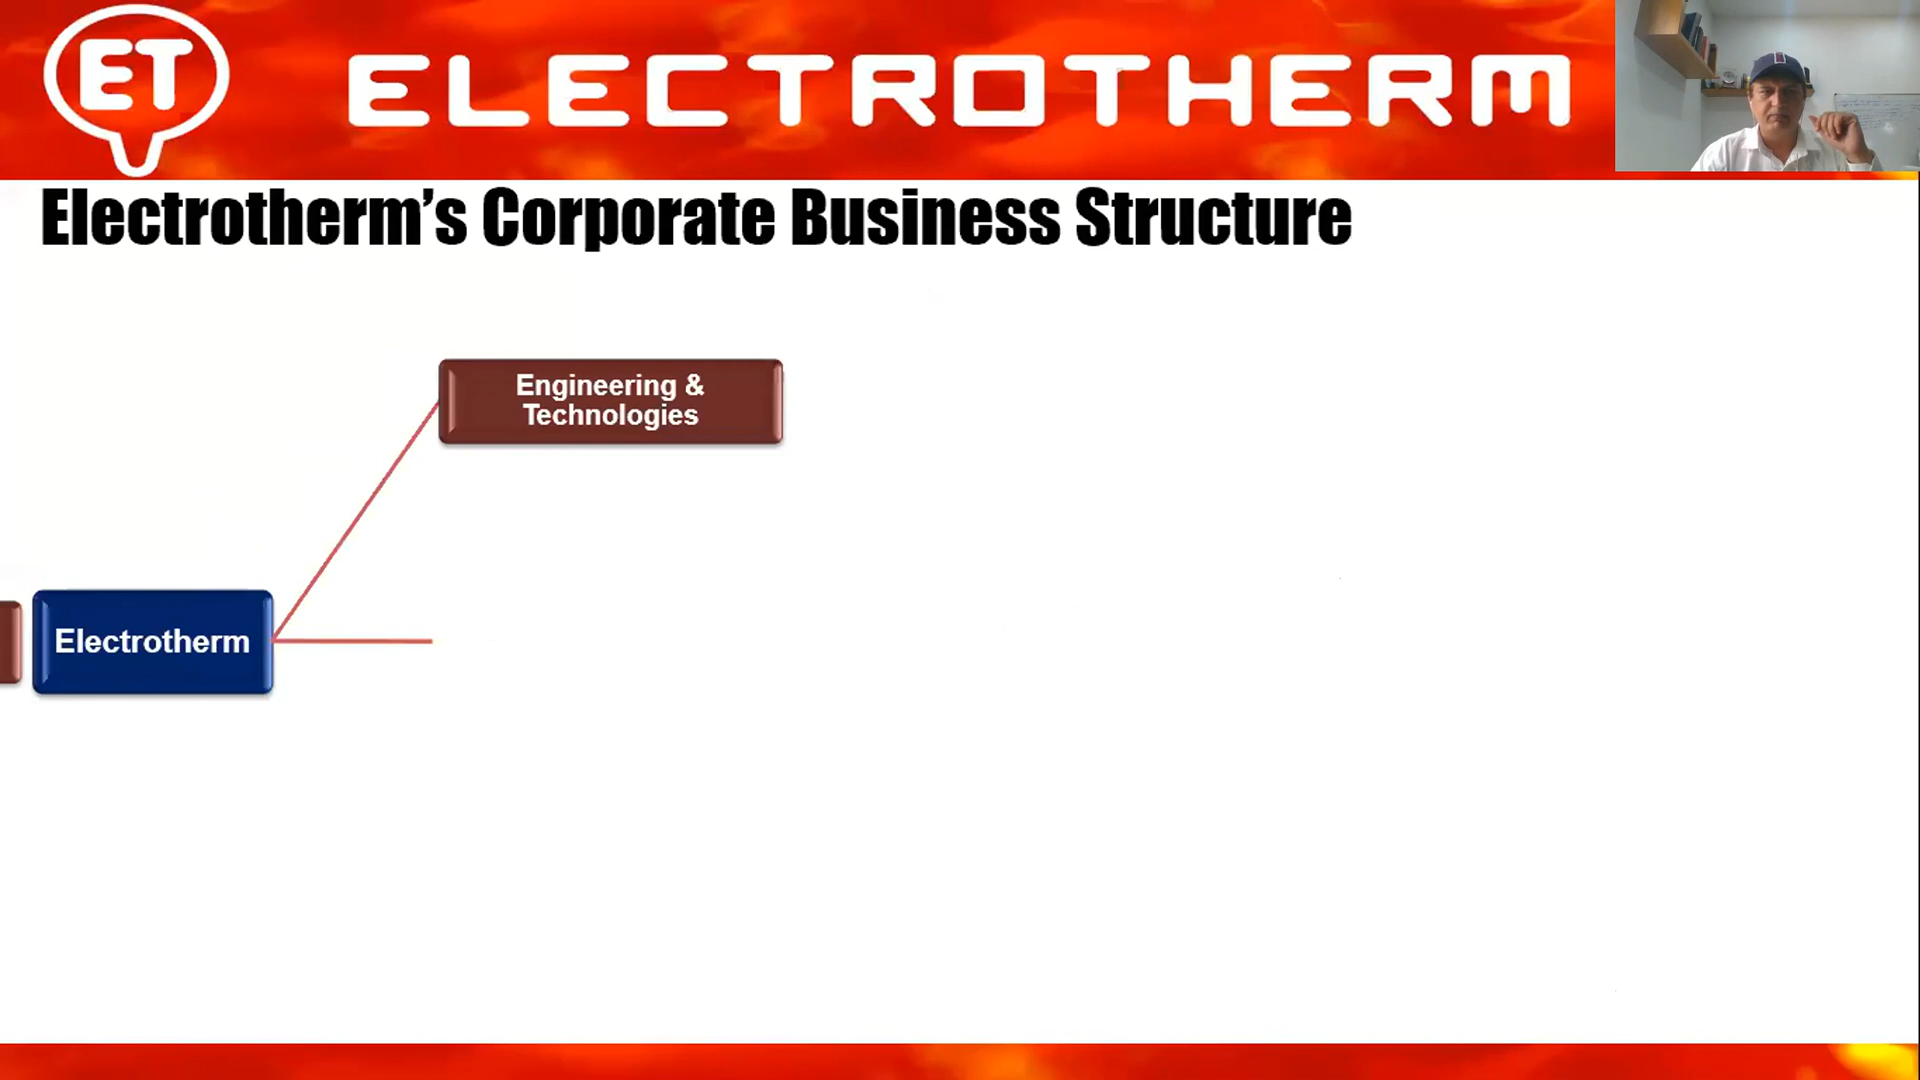 ET
ELECTROTHERM
Electrotherm’s Corporate Business Structure
Engineering &
Technologies
Electrotherm